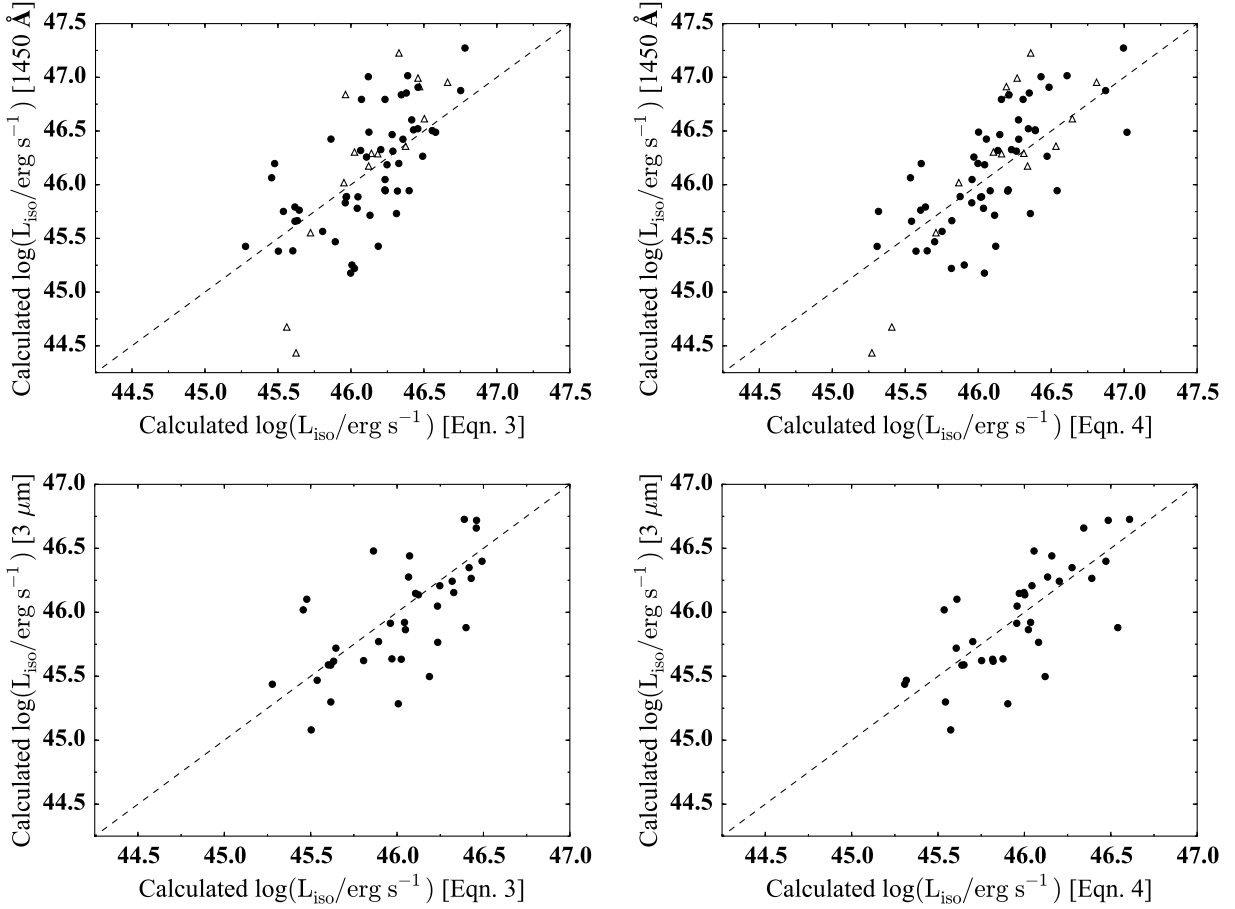 Calculated log(L_iso/erg s⁻¹) [1450 Å]
47.5
47.0
46.5
46.0
45.5
45.0
44.5
44.5 45.0 45.5 46.0 46.5 47.0 47.5
Calculated log(L_iso/erg s⁻¹) [Eqn. 3]
Calculated log(L_iso/erg s⁻¹) [1450 Å]
47.5
47.0
46.5
46.0
45.5
45.0
44.5
44.5 45.0 45.5 46.0 46.5 47.0 47.5
Calculated log(L_iso/erg s⁻¹) [Eqn. 4]
Calculated log(L_iso/erg s⁻¹) [3 μm]
47.0
46.5
46.0
45.5
45.0
44.5
44.5 45.0 45.5 46.0 46.5 47.0
Calculated log(L_iso/erg s⁻¹) [Eqn. 3]
Calculated log(L_iso/erg s⁻¹) [3 μm]
47.0
46.5
46.0
45.5
45.0
44.5
44.5 45.0 45.5 46.0 46.5 47.0
Calculated log(L_iso/erg s⁻¹) [Eqn. 4]